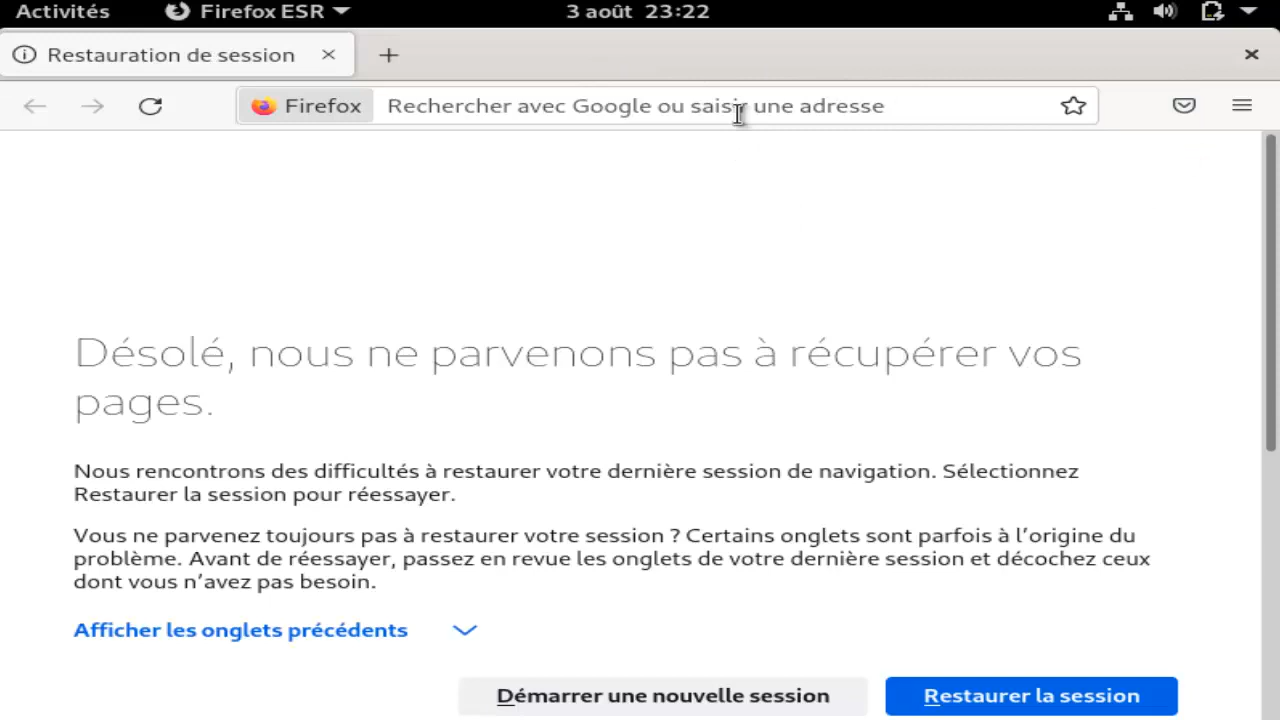 Activités Firefox ESR 3 août 23:22
Restauration de session
Firefox Rechercher avec Google ou saisir une adresse
Désolé, nous ne parvenons pas à récupérer vos
pages.
Nous rencontrons des difficultés à restaurer votre dernière session de navigation. Sélectionnez
Restaurer la session pour réessayer.
Vous ne parvenez toujours pas à restaurer votre session ? Certains onglets sont parfois à l’origine du
problème. Avant de réessayer, passez en revue les onglets de votre dernière session et décochez ceux
dont vous n’avez pas besoin.
Afficher les onglets précédents
Démarrer une nouvelle session Restaurer la session